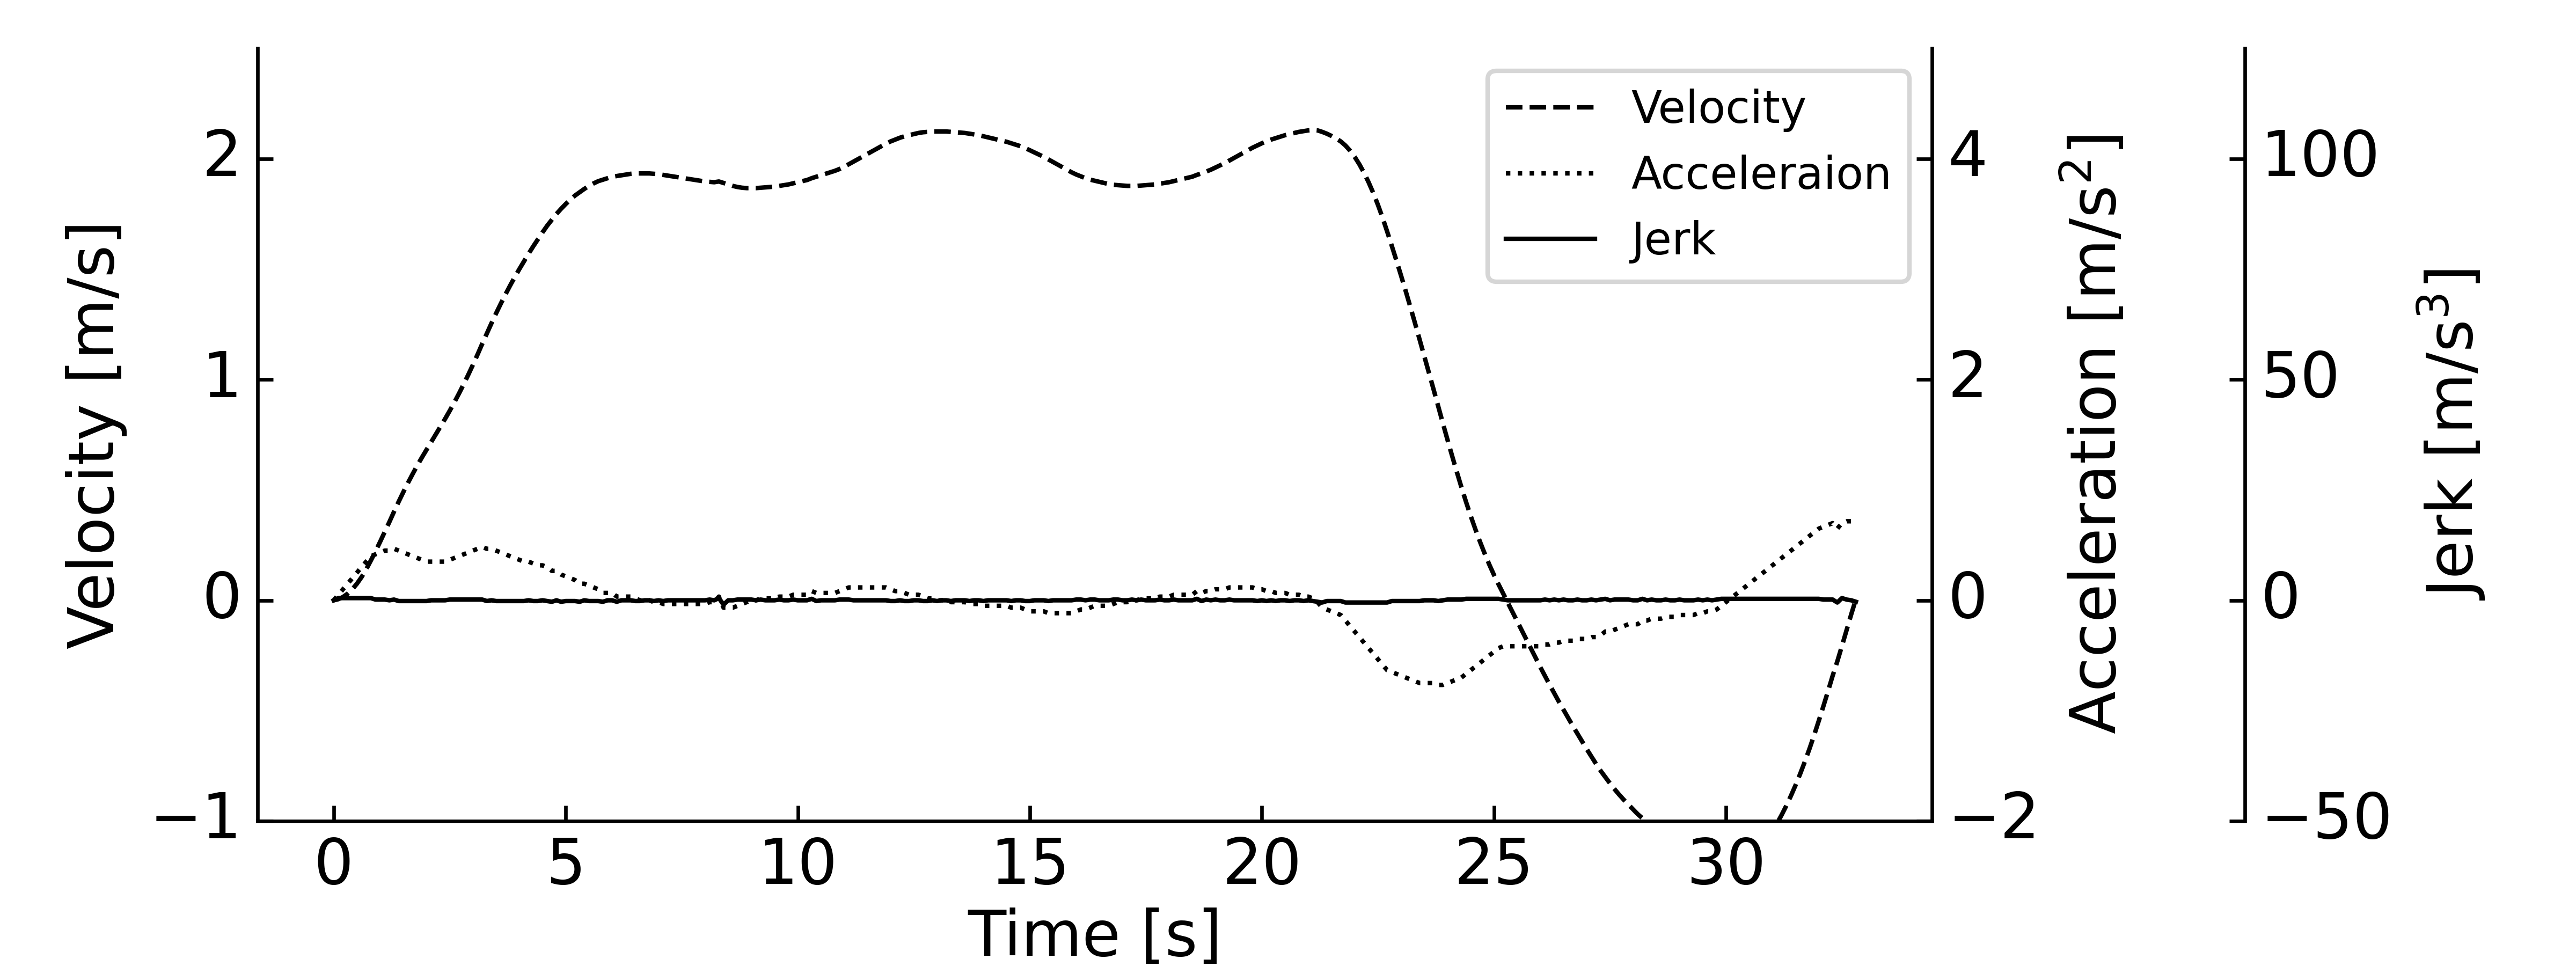 Velocity [m/s]
2
1
0
−1
0 5 10 15 20 25 30
Time [s]
Velocity
Acceleraion
Jerk
4
2
0
−2
Acceleration [m/s²]
100
50
0
−50
Jerk [m/s³]